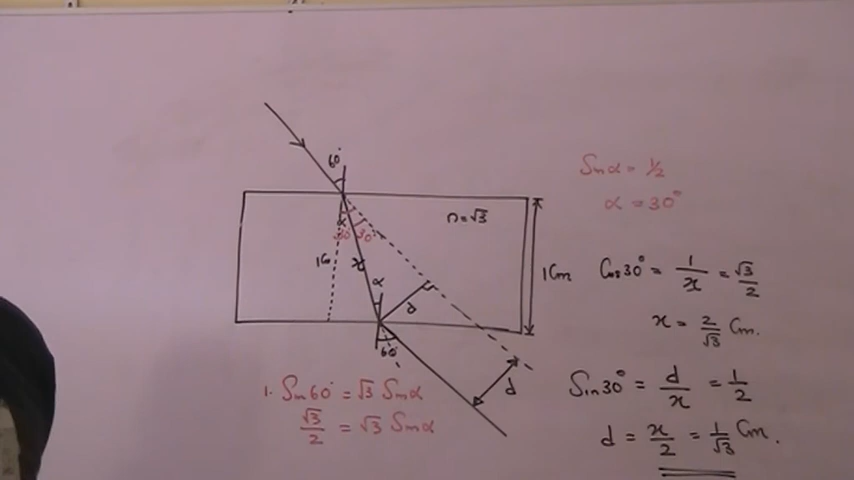 60°
n=√3
α
30° 30°
1Cm
x
α
d
60°
d
1Cm
1. Sin60° = √3 Sinα
√3/2 = √3 Sinα
Sinα = 1/2
α = 30°
Cos30° = 1/x = √3/2
x = 2/√3 Cm.
Sin30° = d/x = 1/2
d = x/2 = 1/√3 Cm.